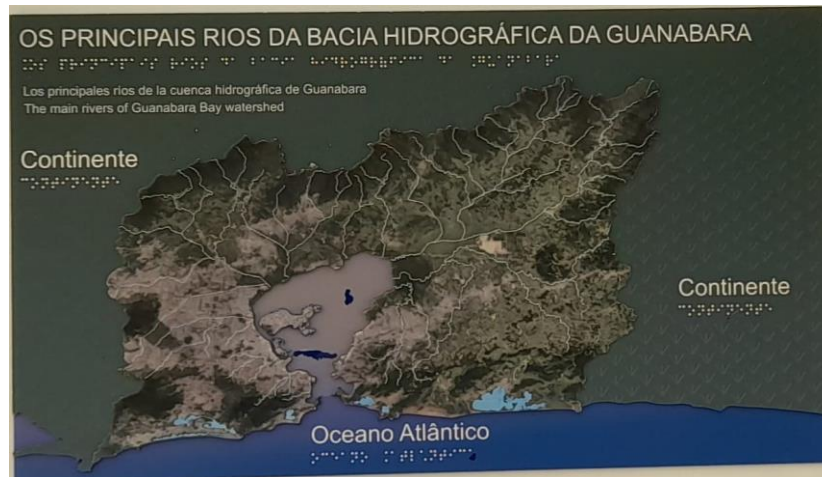 OS PRINCIPAIS RIOS DA BACIA HIDROGRÁFICA DA GUANABARA
Los principales ríos de la cuenca hidrográfica de Guanabara
The main rivers of Guanabara Bay watershed
Continente
⠉⠕⠝⠞⠊⠝⠑⠝⠞⠑
Continente
⠉⠕⠝⠞⠊⠝⠑⠝⠞⠑
Oceano Atlântico